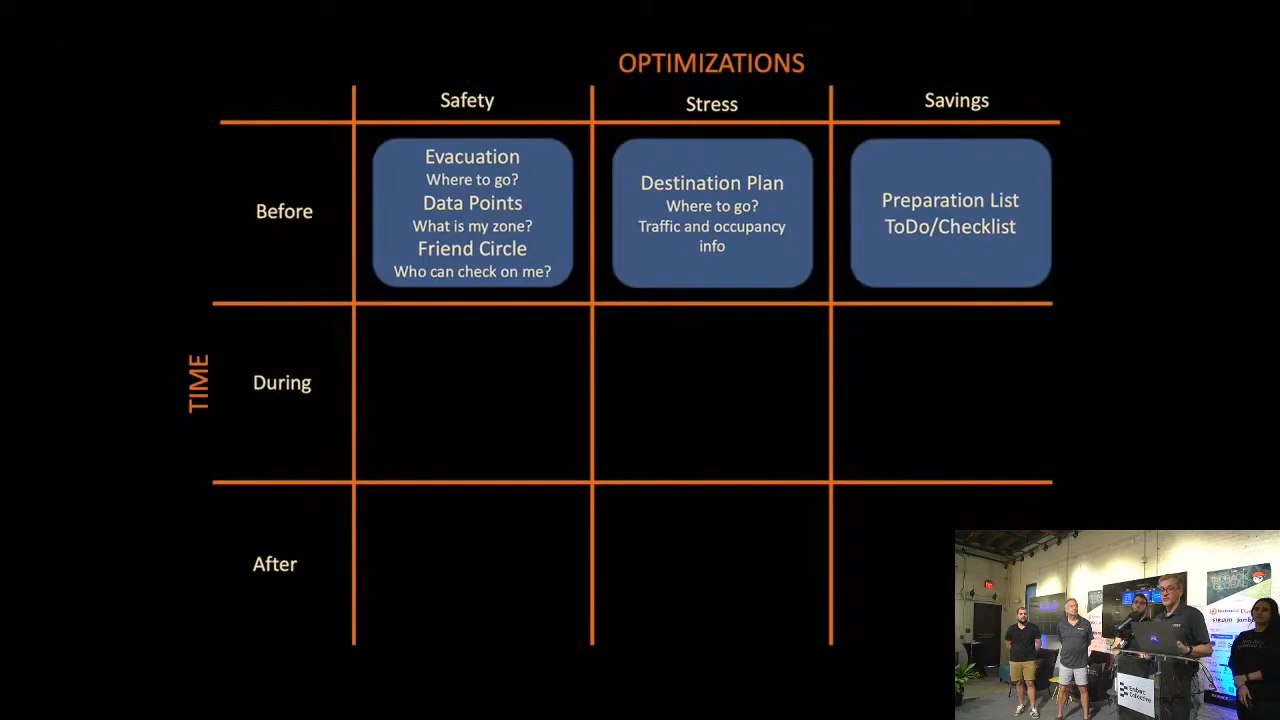 OPTIMIZATIONS
Safety
Stress
Savings
Before
Evacuation
Where to go?
Data Points
What is my zone?
Friend Circle
Who can check on me?
Destination Plan
Where to go?
Traffic and occupancy
info
Preparation List
ToDo/Checklist
TIME
During
After
Embarc
Collective